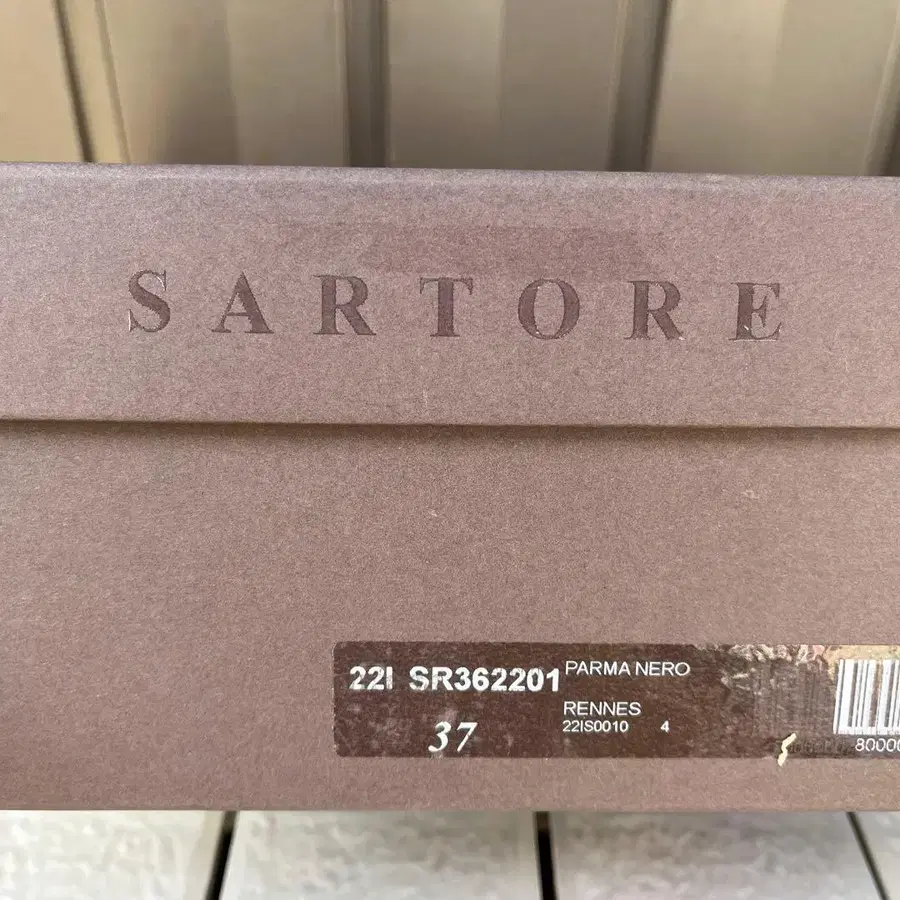 SARTORE
22I SR362201 PARMA NERO
37
RENNES
22IS0010 4